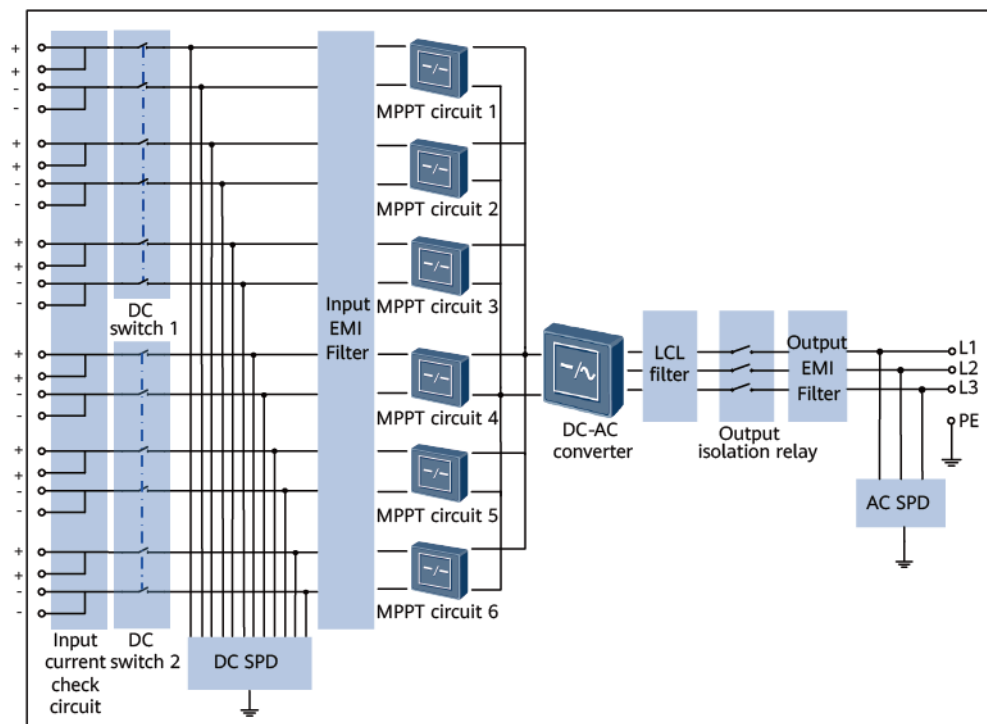 +
+
-
-
MPPT circuit 1
+
+
-
-
MPPT circuit 2
+
+
-
-
MPPT circuit 3
DC
switch 1
Input
EMI
Filter
+
+
-
-
MPPT circuit 4
DC-AC
converter
LCL
filter
Output
isolation relay
Output
EMI
Filter
L1
L2
L3
PE
+
+
-
-
MPPT circuit 5
AC SPD
+
+
-
-
MPPT circuit 6
Input
current
check
circuit
DC
switch 2
DC SPD